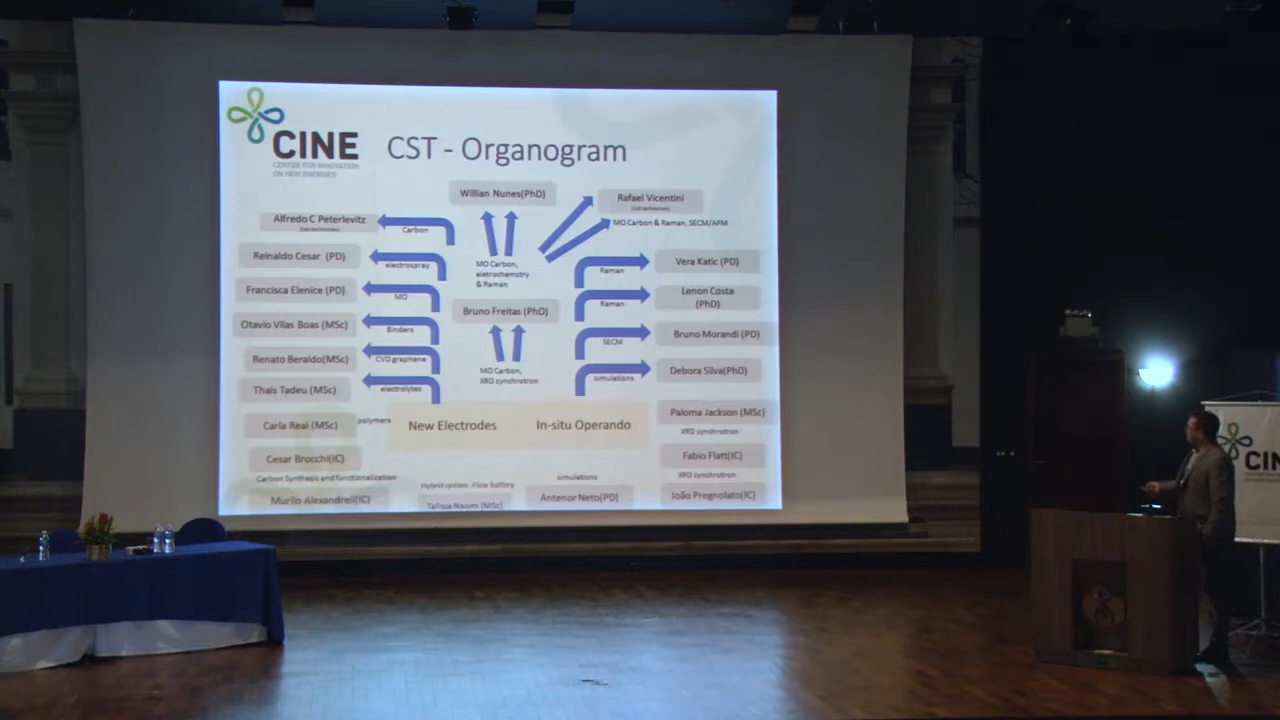 CINE
CENTER FOR INNOVATION
ON NEW ENERGIES
CST - Organogram
Willian Nunes(PhD)
Rafael Vicentini
MO Carbon & Raman, SECM/AFM
Alfredo C Peterlevitz
Carbon
Reinaldo Cesar (PD)
electrospray
MO Carbon,
eletrochemistry
& Raman
Raman
Vera Katic (PD)
Francisca Elenice (PD)
MO
Raman
Lenon Costa
(PhD)
Bruno Freitas (PhD)
Otavio Vilas Boas (MSc)
Binders
SECM
Bruno Morandi (PD)
Renato Beraldo(MSc)
CVD graphene
MO Carbon,
XRD synchrotron
simulations
Debora Silva(PhD)
Thais Tadeu (MSc)
electrolytes
Carla Real (MSc)
polymers
New Electrodes
In-situ Operando
Paloma Jackson (MSc)
XRD synchrotron
Cesar Brocchi(IC)
Fabio Flatt(IC)
Carbon Synthesis and functionalization
Hybrid system - Flow battery
simulations
XRD synchrotron
Murilo Alexandreli(IC)
Talissa Naomi (MSc)
Antenor Neto(PD)
João Pregnolato(IC)
CIN